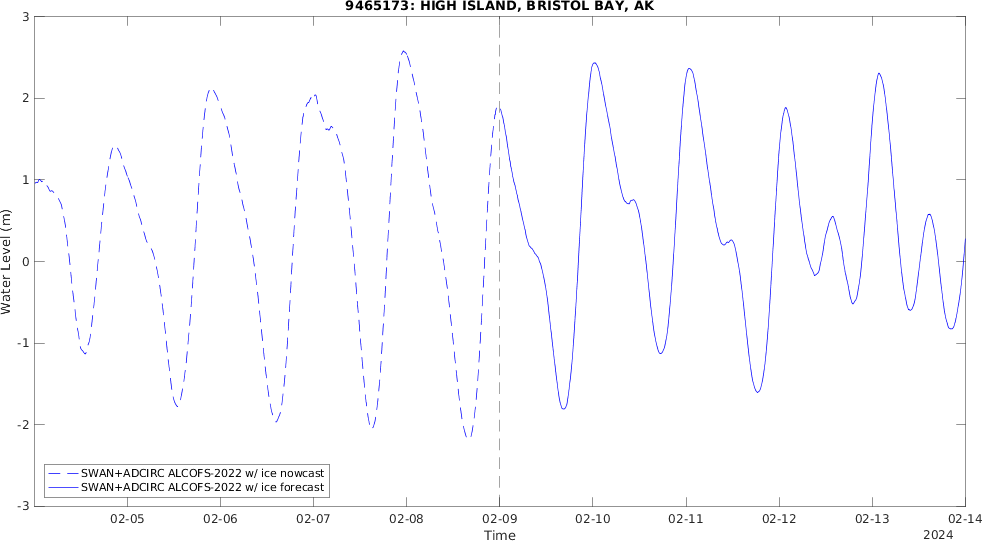 9465173: HIGH ISLAND, BRISTOL BAY, AK
3
2
1
0
-1
-2
-3
Water Level (m)
SWAN+ADCIRC ALCOFS-2022 w/ ice nowcast
SWAN+ADCIRC ALCOFS-2022 w/ ice forecast
02-05 02-06 02-07 02-08 02-09 02-10 02-11 02-12 02-13 02-14
Time
2024